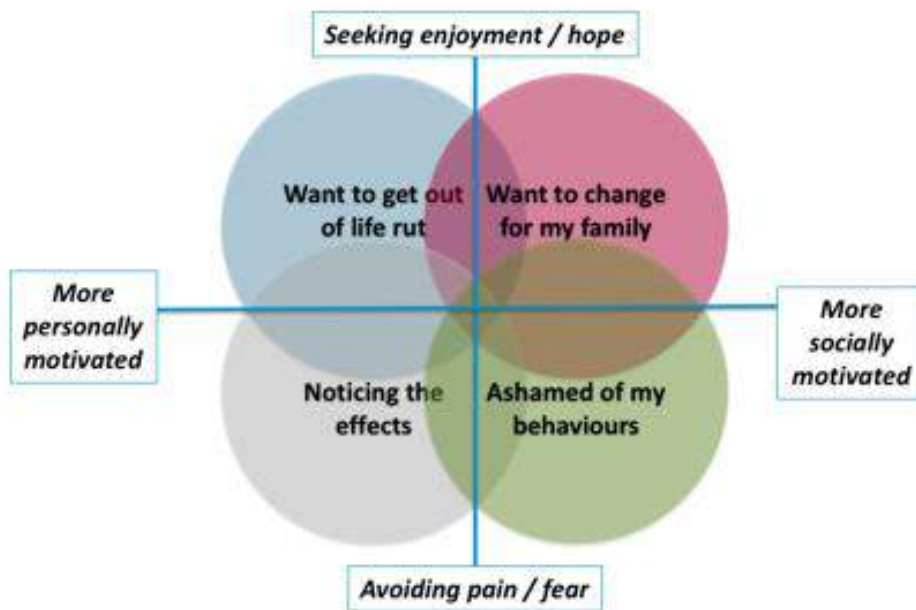 Seeking enjoyment / hope
Want to get out
of life rut
Want to change
for my family
More
personally
motivated
More
socially
motivated
Noticing the
effects
Ashamed of my
behaviours
Avoiding pain / fear